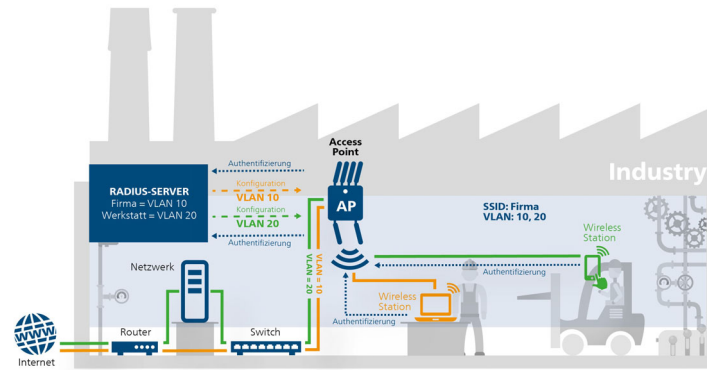 Industry
Access
Point
AP
RADIUS-SERVER
Firma = VLAN 10
Werkstatt = VLAN 20
Authentifizierung
Konfiguration
VLAN 10
Konfiguration
VLAN 20
Authentifizierung
SSID: Firma
VLAN: 10, 20
Wireless
Station
Authentifizierung
Wireless
Station
Authentifizierung
VLAN = 20
VLAN = 10
Netzwerk
Router
Switch
WWW
Internet